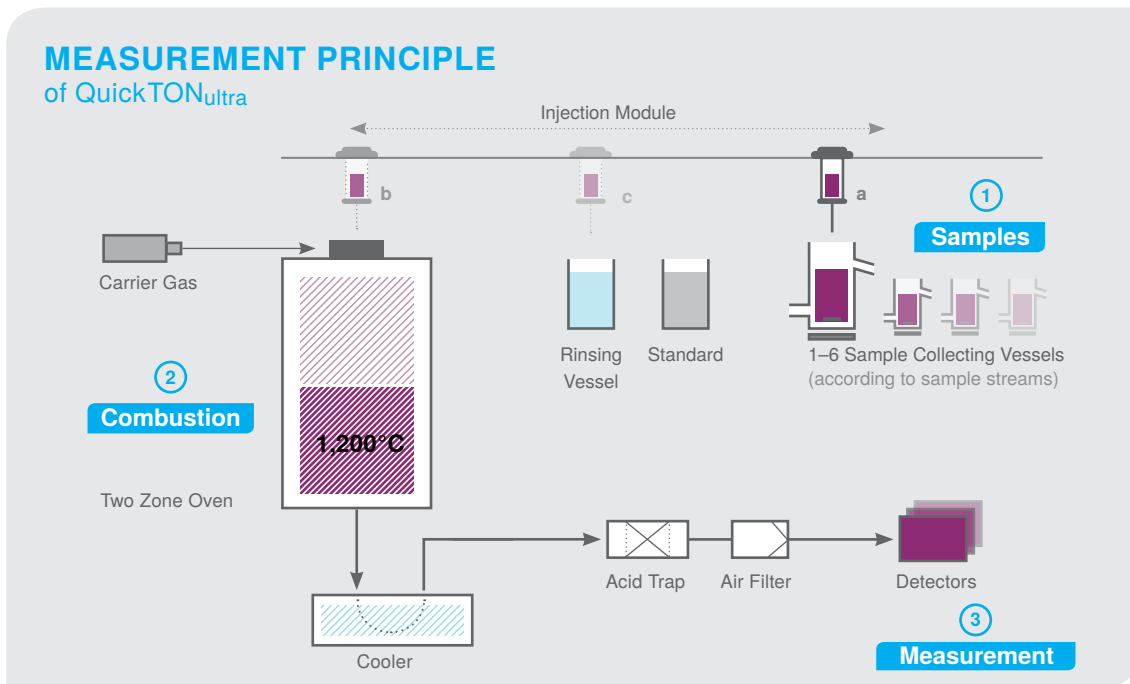 MEASUREMENT PRINCIPLE
of QuickTONultra
Injection Module
b
c
a
1
Samples
Carrier Gas
Rinsing
Vessel
Standard
1–6 Sample Collecting Vessels
(according to sample streams)
2
Combustion
1,200°C
Two Zone Oven
Acid Trap
Air Filter
Detectors
3
Measurement
Cooler